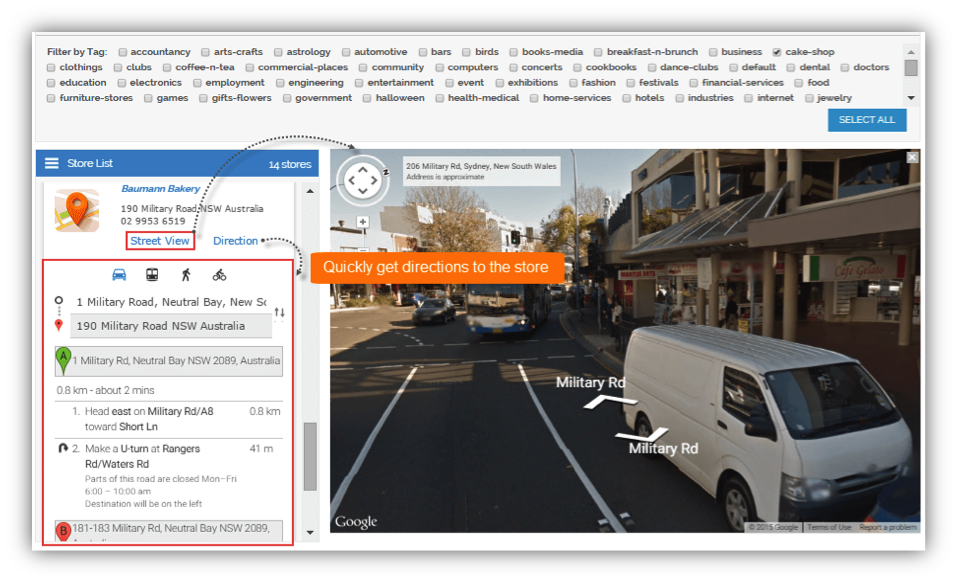 Filter by Tag: accountancy arts-crafts astrology automotive bars birds books-media breakfast-n-brunch business cake-shop
clothings clubs coffee-n-tea commercial-places community computers concerts cookbooks dance-clubs default dental doctors
education electronics employment engineering entertainment event exhibitions fashion festivals financial-services food
furniture-stores games gifts-flowers government halloween health-medical home-services hotels industries internet jewelry
SELECT ALL
Store List 14 stores
Baumann Bakery
190 Military Road NSW Australia
02 9953 6519
Street View Direction
Quickly get directions to the store
1 Military Road, Neutral Bay, New So
190 Military Road NSW Australia
A 1 Military Rd, Neutral Bay NSW 2089, Australia
0.8 km - about 2 mins
1. Head east on Military Rd/A8 0.8 km
toward Short Ln
2. Make a U-turn at Rangers 41 m
Rd/Waters Rd
Parts of this road are closed Mon–Fri
6:00 – 10:00 am
Destination will be on the left
B 181-183 Military Rd, Neutral Bay NSW 2089,
206 Military Rd, Sydney, New South Wales
Address is approximate
N
Cafe Gelato
Military Rd
Military Rd
Google
© 2015 Google Terms of Use Report a problem